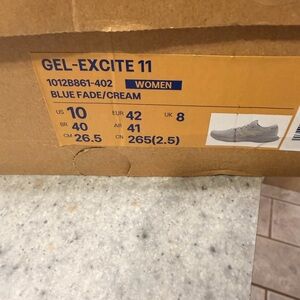 GEL-EXCITE 11
1012B861-402 WOMEN
BLUE FADE/CREAM
US 10 EUR 42 UK 8
BR 40 AR 41
CM 26.5 CN 265(2.5)